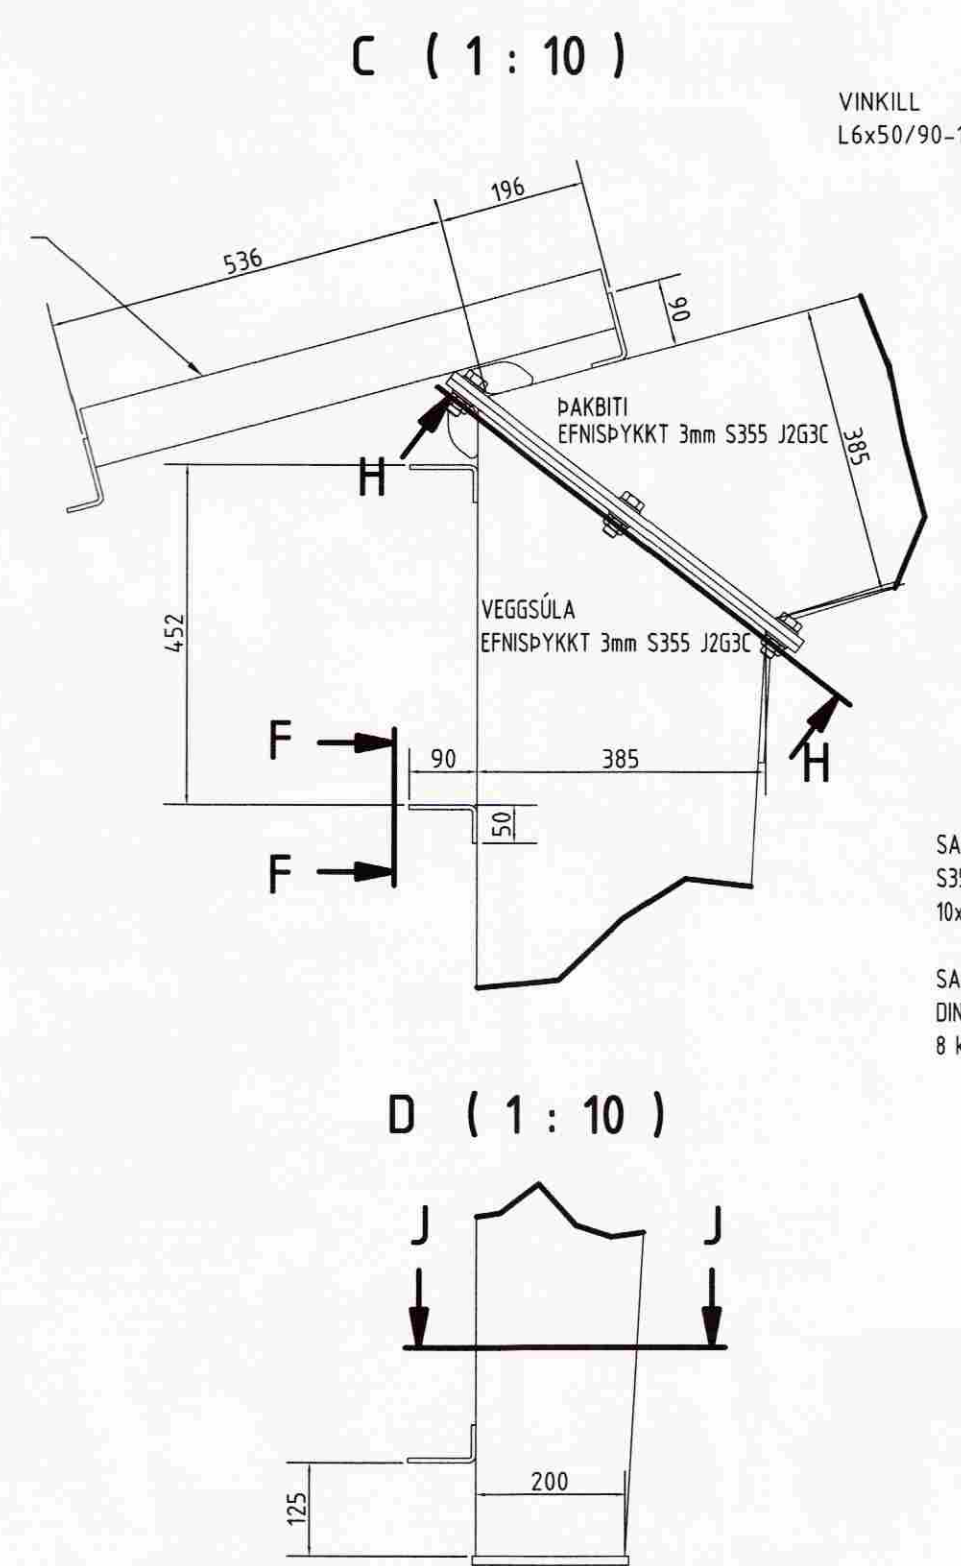 C ( 1 : 10 )
VINKILL
L6x50/90-1
196
536
90
ÞAKBITI
EFNISÞYKKT 3mm S355 J2G3C
385
H
452
VEGGSÚLA
EFNISÞYKKT 3mm S355 J2G3C
F
90
385
H
50
F
SA
S35
10x
SA
DIN
8 k
D ( 1 : 10 )
J
J
200
125